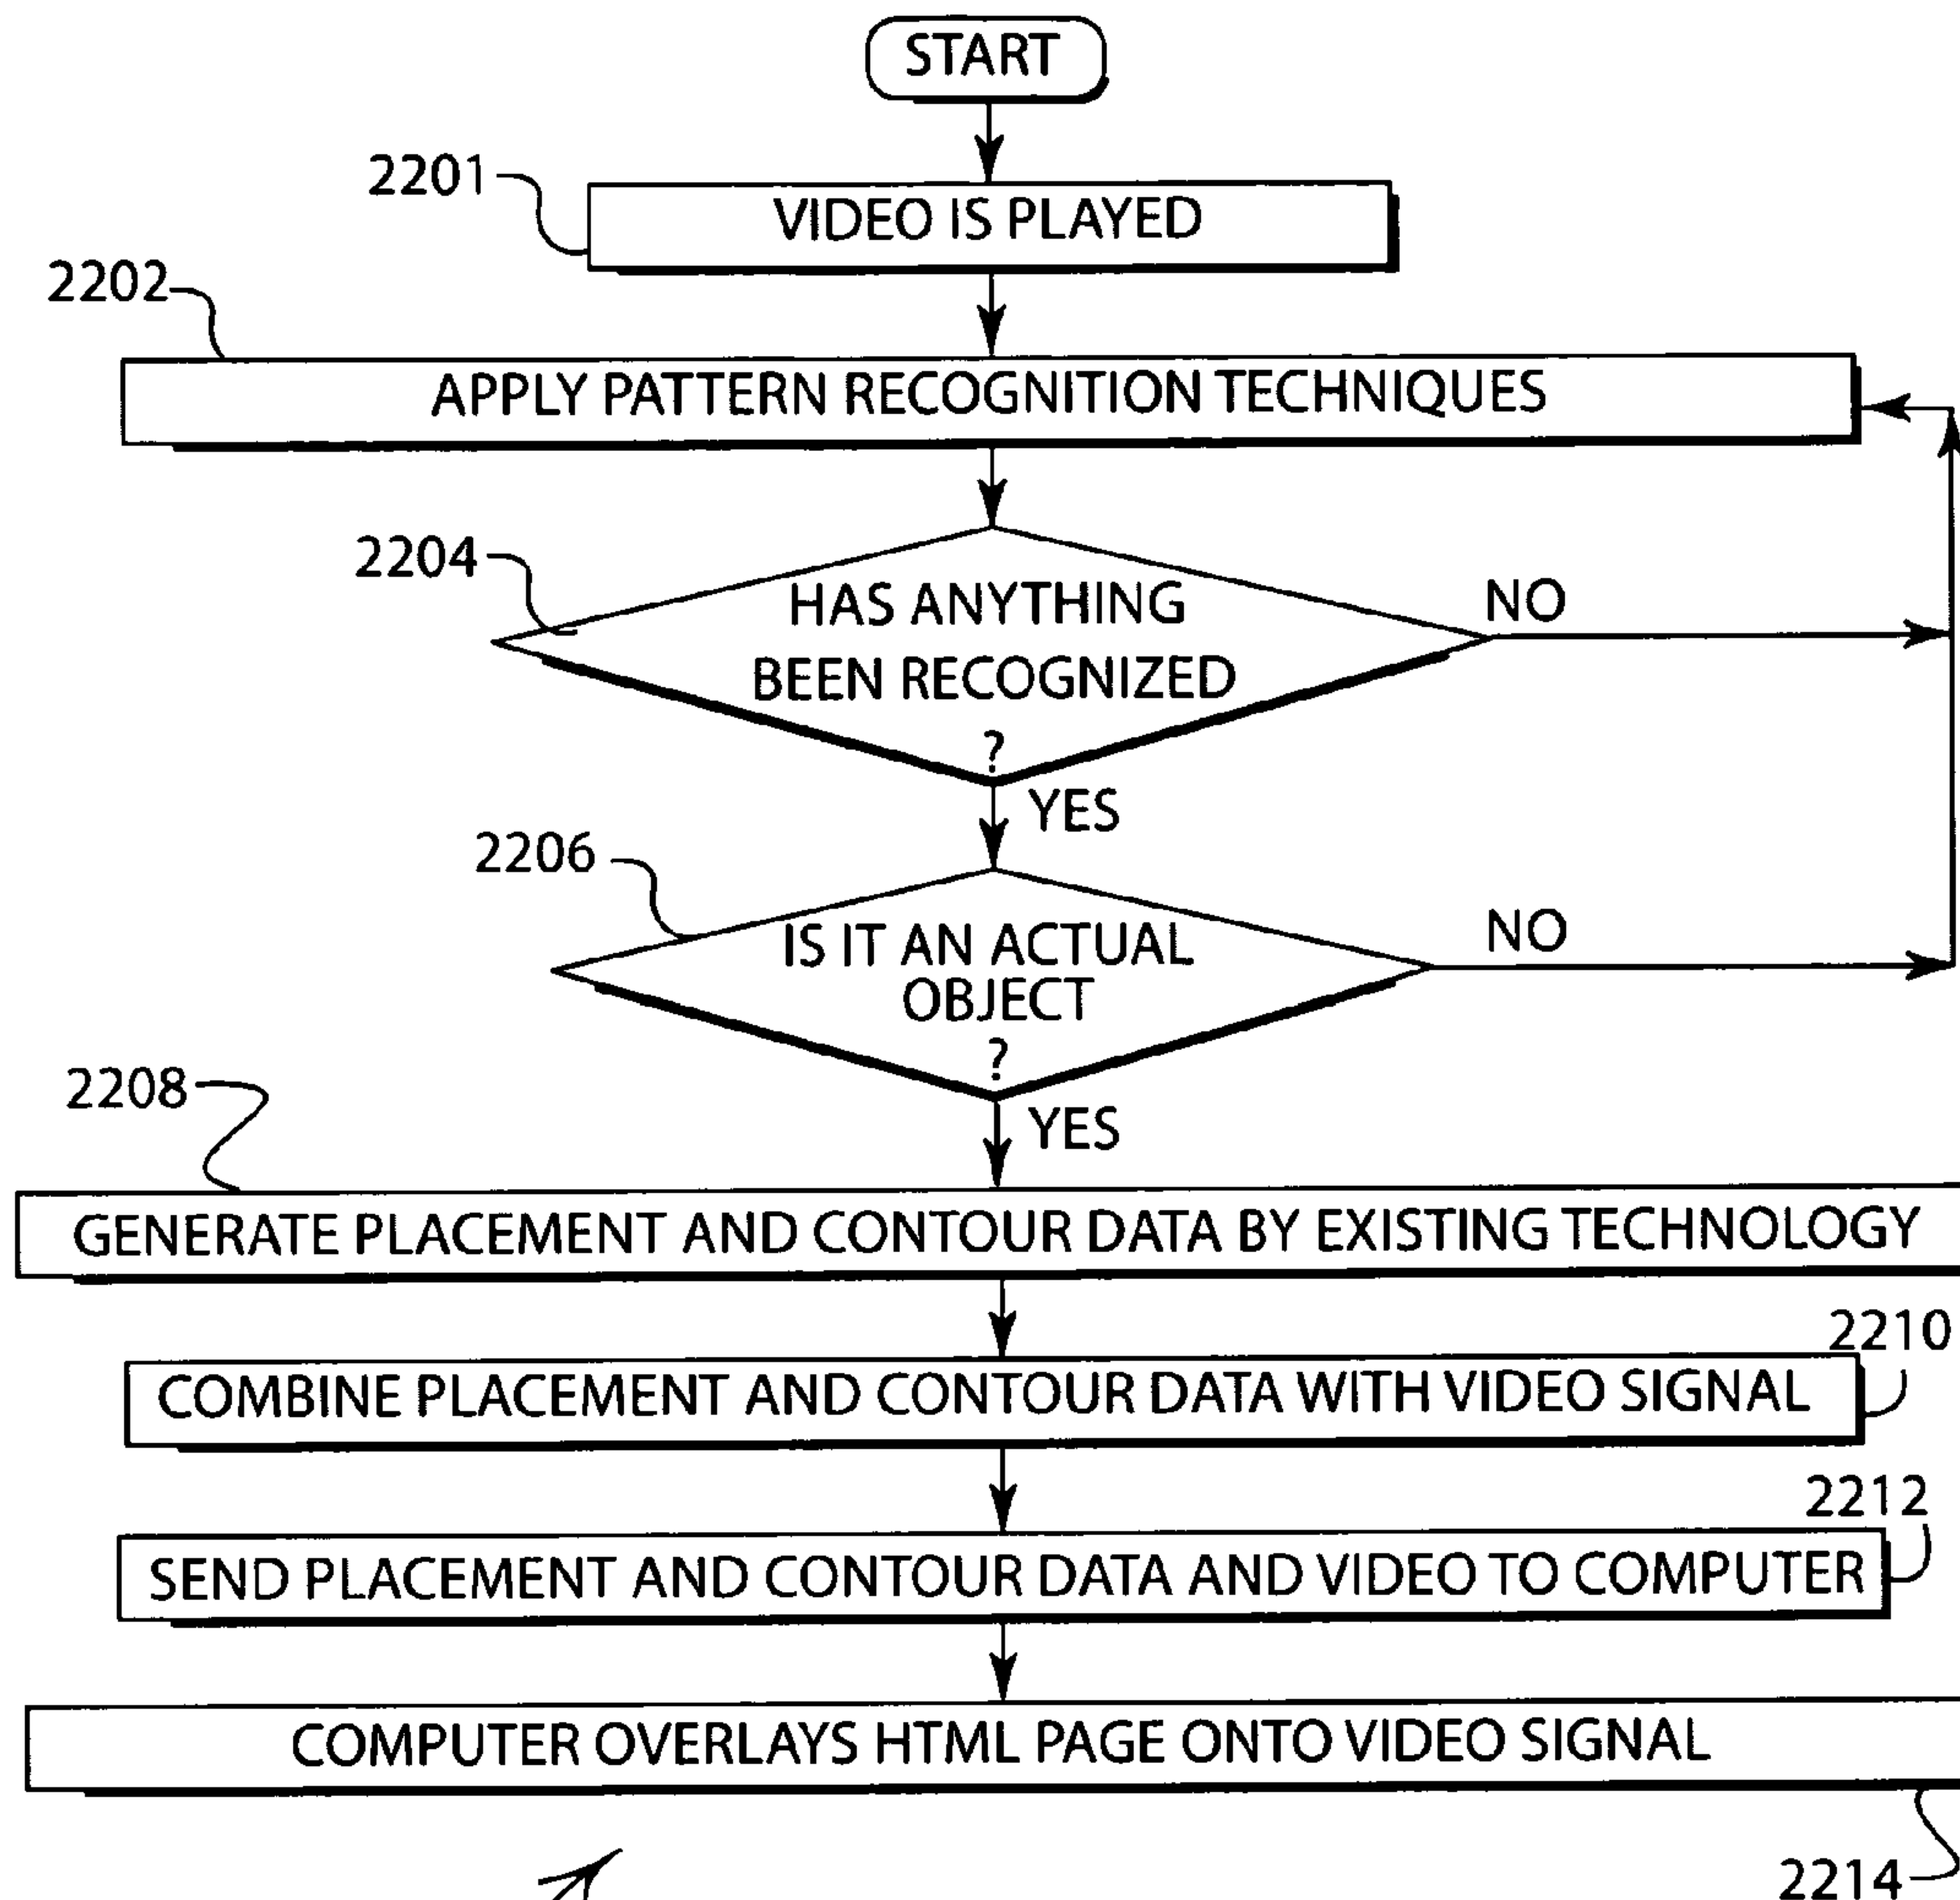 START
2201
VIDEO IS PLAYED
2202
APPLY PATTERN RECOGNITION TECHNIQUES
2204
HAS ANYTHING
BEEN RECOGNIZED
?
NO
YES
2206
IS IT AN ACTUAL
OBJECT
?
NO
YES
2208
GENERATE PLACEMENT AND CONTOUR DATA BY EXISTING TECHNOLOGY
2210
COMBINE PLACEMENT AND CONTOUR DATA WITH VIDEO SIGNAL
2212
SEND PLACEMENT AND CONTOUR DATA AND VIDEO TO COMPUTER
COMPUTER OVERLAYS HTML PAGE ONTO VIDEO SIGNAL
2214